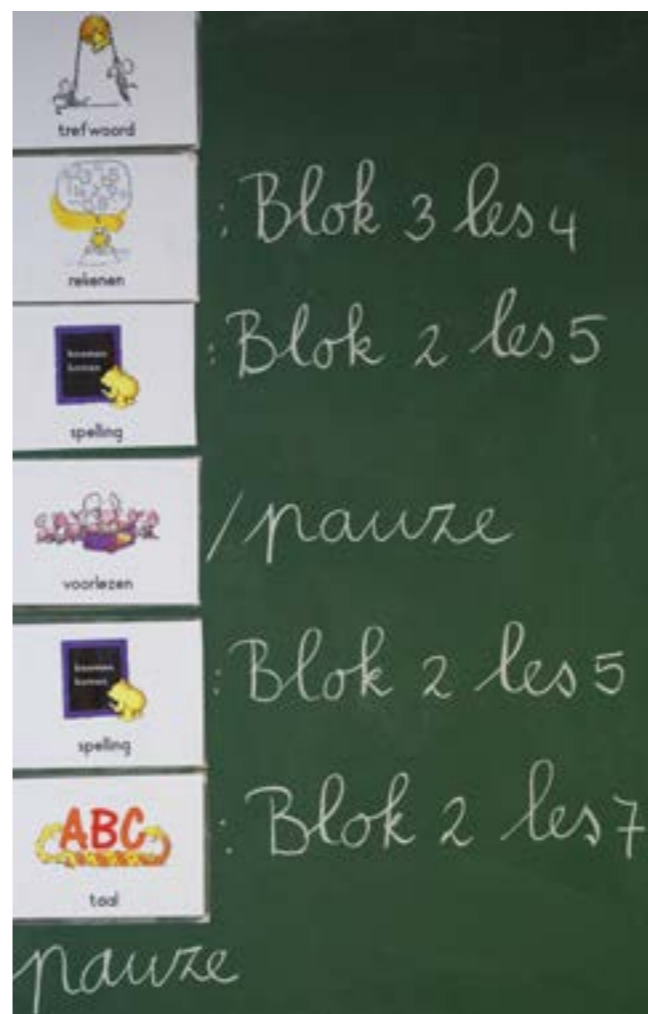 trefwoord
rekenen : Blok 3 les 4
spelling : Blok 2 les 5
voorlezen / pauze
spelling : Blok 2 les 5
ABC
taal : Blok 2 les 7
pauze